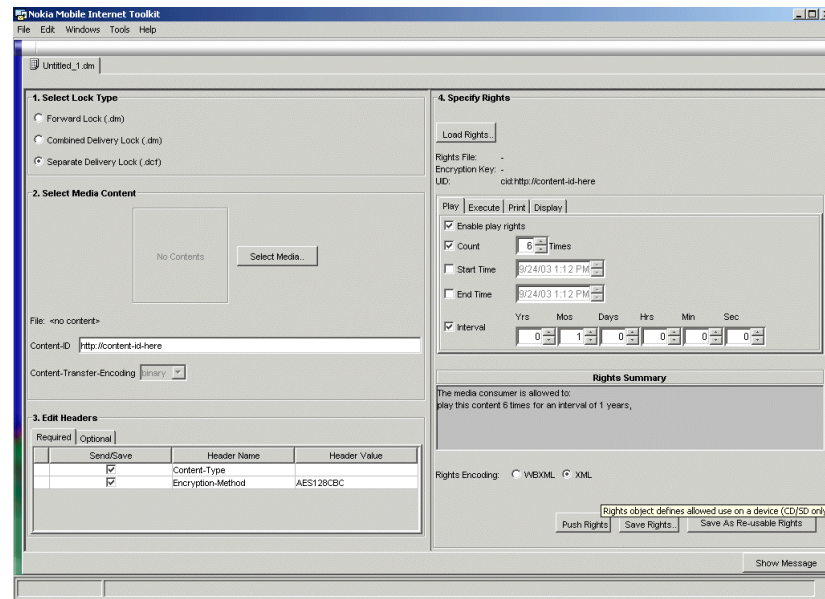 Nokia Mobile Internet Toolkit
File Edit Windows Tools Help
Untitled_1.dm
1. Select Lock Type
Forward Lock (.dm)
Combined Delivery Lock (.dm)
Separate Delivery Lock (.dcf)
2. Select Media Content
No Contents
Select Media..
File: <no content>
Content-ID http://content-id-here
Content-Transfer-Encoding binary
3. Edit Headers
Required Optional
Send/Save Header Name Header Value
Content-Type
Encryption-Method AES128CBC
4. Specify Rights
Load Rights..
Rights File: -
Encryption Key: -
UID: cid:http://content-id-here
Play Execute Print Display
Enable play rights
Count 6 Times
Start Time 9/24/03 1:12 PM
End Time 9/24/03 1:12 PM
Yrs Mos Days Hrs Min Sec
Interval 0 1 0 0 0 0
Rights Summary
The media consumer is allowed to:
play this content 6 times for an interval of 1 years,
Rights Encoding: WBXML XML
Rights object defines allowed use on a device (CD/SD only
Push Rights Save Rights.. Save As Re-usable Rights
Show Message